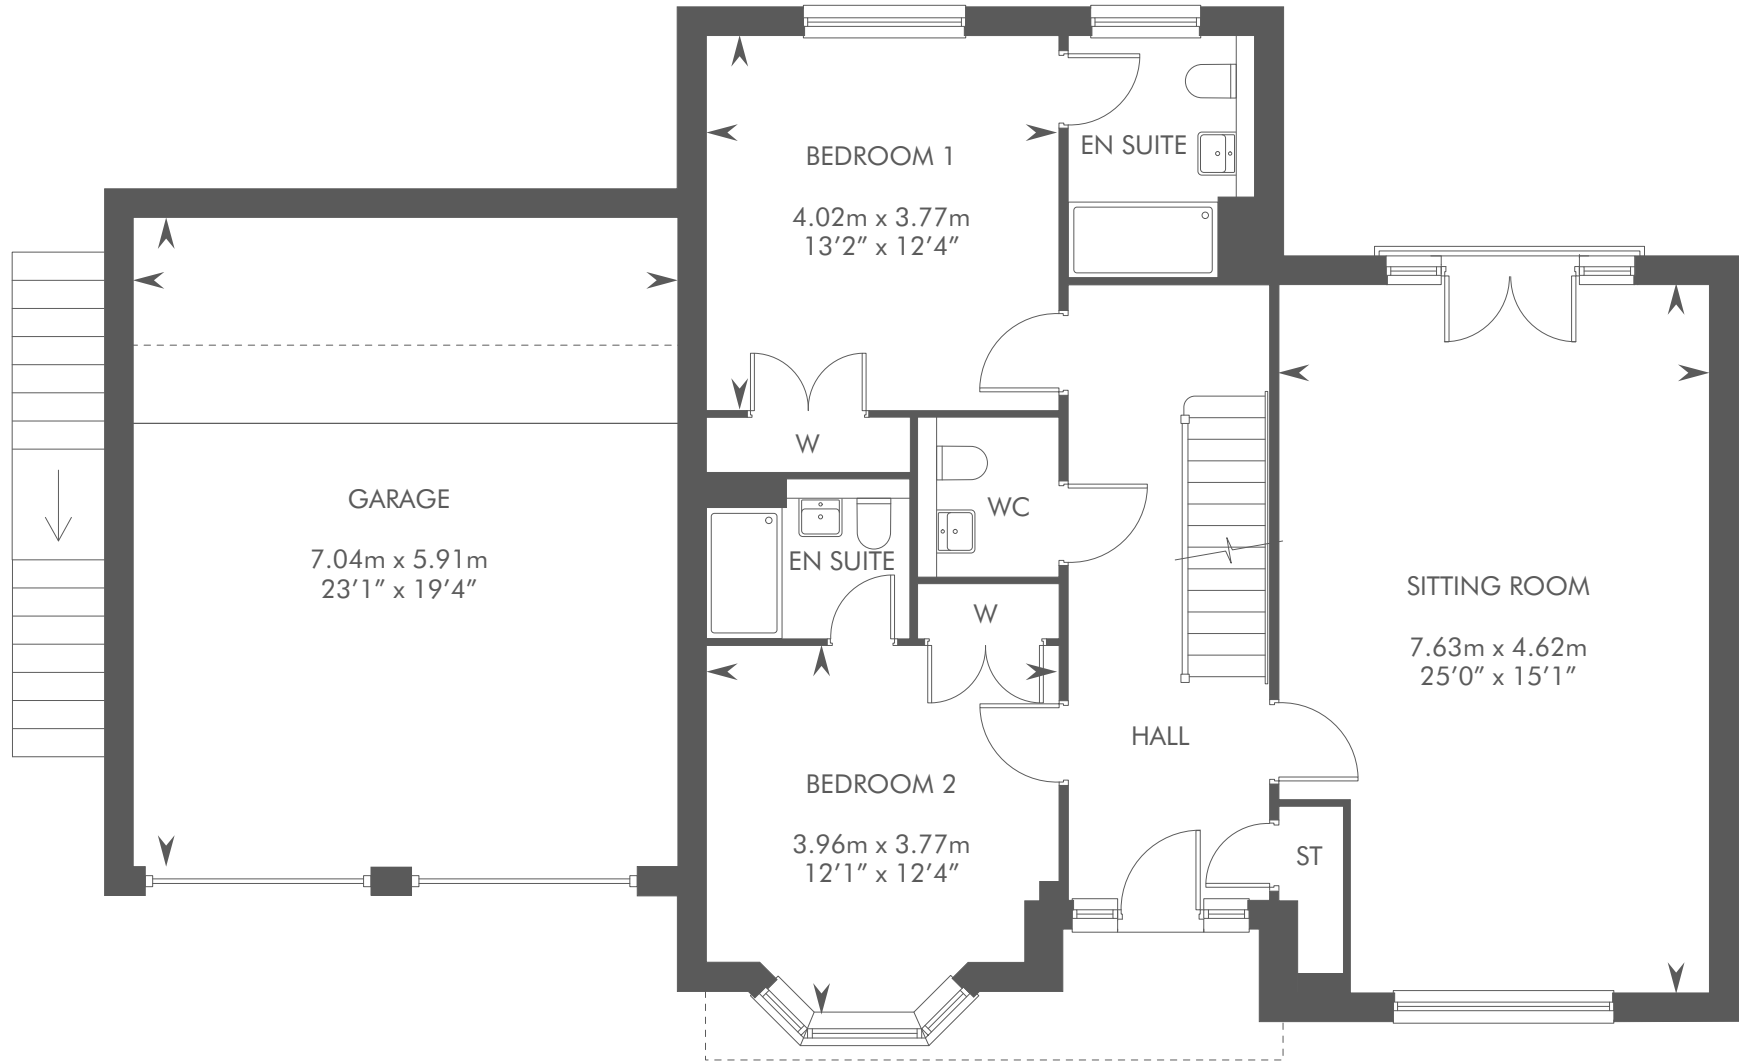 BEDROOM 1
4.02m x 3.77m
13′2″ x 12′4″
EN SUITE
W
GARAGE
7.04m x 5.91m
23′1″ x 19′4″
EN SUITE
WC
W
SITTING ROOM
7.63m x 4.62m
25′0″ x 15′1″
HALL
BEDROOM 2
3.96m x 3.77m
12′1″ x 12′4″
ST